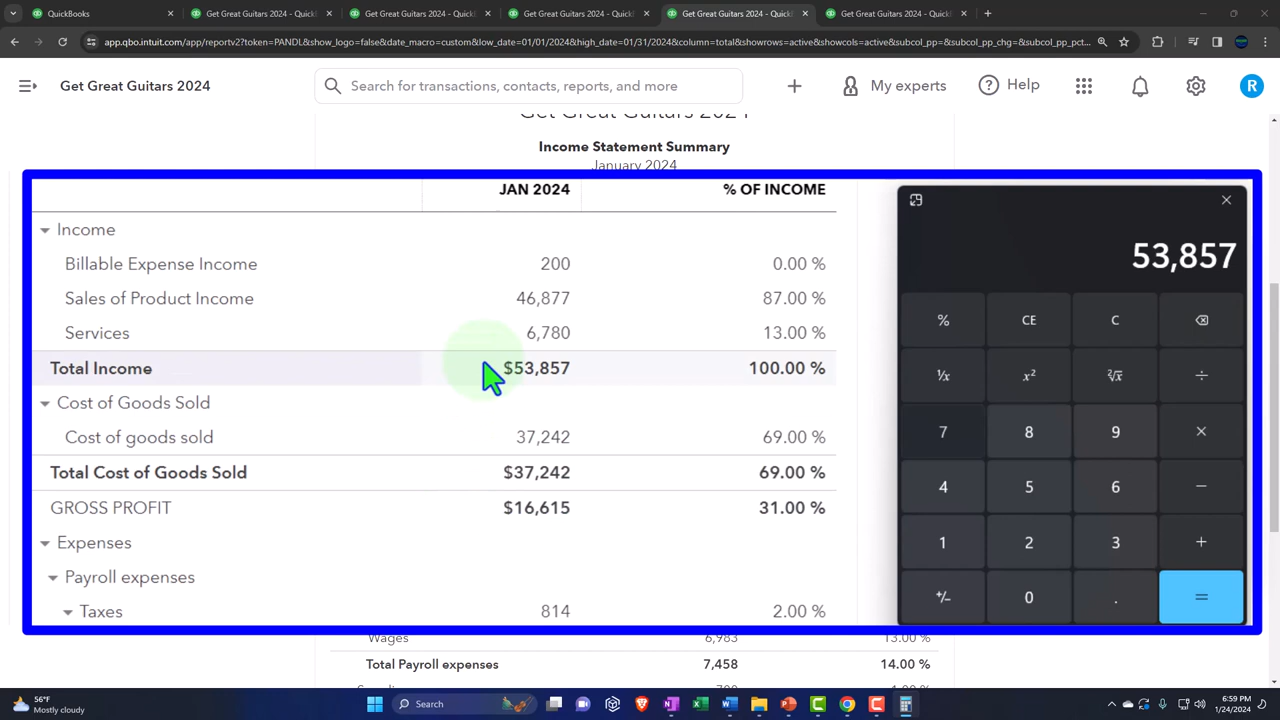 QuickBooks
Get Great Guitars 2024 - QuickB
Get Great Guitars 2024 - QuickB
Get Great Guitars 2024 - QuickB
Get Great Guitars 2024 - QuickB
Get Great Guitars 2024 - QuickB
app.qbo.intuit.com/app/reportv2?token=PANDL&show_logo=false&date_macro=custom&low_date=01/01/2024&high_date=01/31/2024&column=total&showrows=active&showcols=active&subcol_pp=&subcol_pp_chg=&subcol_pp_pct...
Get Great Guitars 2024
Search for transactions, contacts, reports, and more
My experts
Help
R
Get Great Guitars 2024
Income Statement Summary
January 2024
JAN 2024 % OF INCOME
Income
Billable Expense Income 200 0.00 %
Sales of Product Income 46,877 87.00 %
Services 6,780 13.00 %
Total Income $53,857 100.00 %
Cost of Goods Sold
Cost of goods sold 37,242 69.00 %
Total Cost of Goods Sold $37,242 69.00 %
GROSS PROFIT $16,615 31.00 %
Expenses
Payroll expenses
Taxes 814 2.00 %
53,857
% CE C
⅟x x² ²√x ÷
7 8 9 ×
4 5 6 −
1 2 3 +
+/− 0 . =
Wages 6,983 13.00 %
Total Payroll expenses 7,458 14.00 %
56°F
Mostly cloudy
Search
6:59 PM
1/24/2024